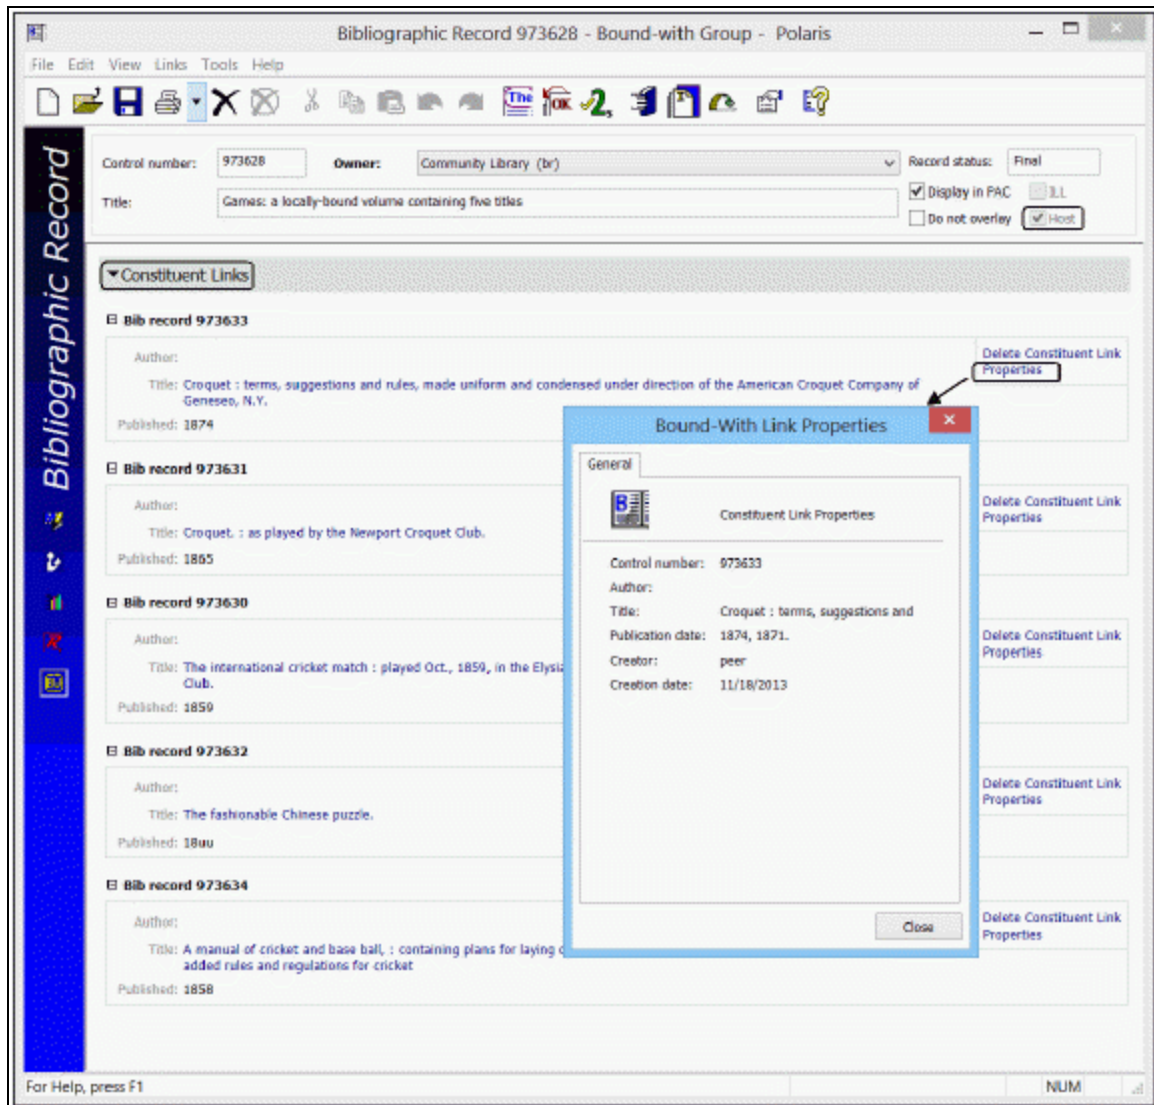 Bibliographic Record 973628 - Bound-with Group - Polaris
File Edit View Links Tools Help
Bibliographic Record
Control number: 973628 Owner: Community Library (br) Record status: Final
Title: Games: a locally-bound volume containing five titles
Display in PAC ILL
Do not overlay Host
Constituent Links
Bib record 973633
Author:
Title: Croquet : terms, suggestions and rules, made uniform and condensed under direction of the American Croquet Company of
Geneseo, N.Y.
Published: 1874
Delete Constituent Link
Properties
Bib record 973631
Author:
Title: Croquet. : as played by the Newport Croquet Club.
Published: 1865
Delete Constituent Link
Properties
Bib record 973630
Author:
Title: The international cricket match : played Oct., 1859, in the
Club.
Published: 1859
Delete Constituent Link
Properties
Bib record 973632
Author:
Title: The fashionable Chinese puzzle.
Published: 18uu
Delete Constituent Link
Properties
Bib record 973634
Author:
Title: A manual of cricket and base ball, : containing plans for laying
added rules and regulations for cricket
Published: 1858
Delete Constituent Link
Properties
Bound-With Link Properties
General
Constituent Link Properties
Control number: 973633
Author:
Title: Croquet : terms, suggestions and
Publication date: 1874, 1871.
Creator: peer
Creation date: 11/18/2013
Close
For Help, press F1
NUM